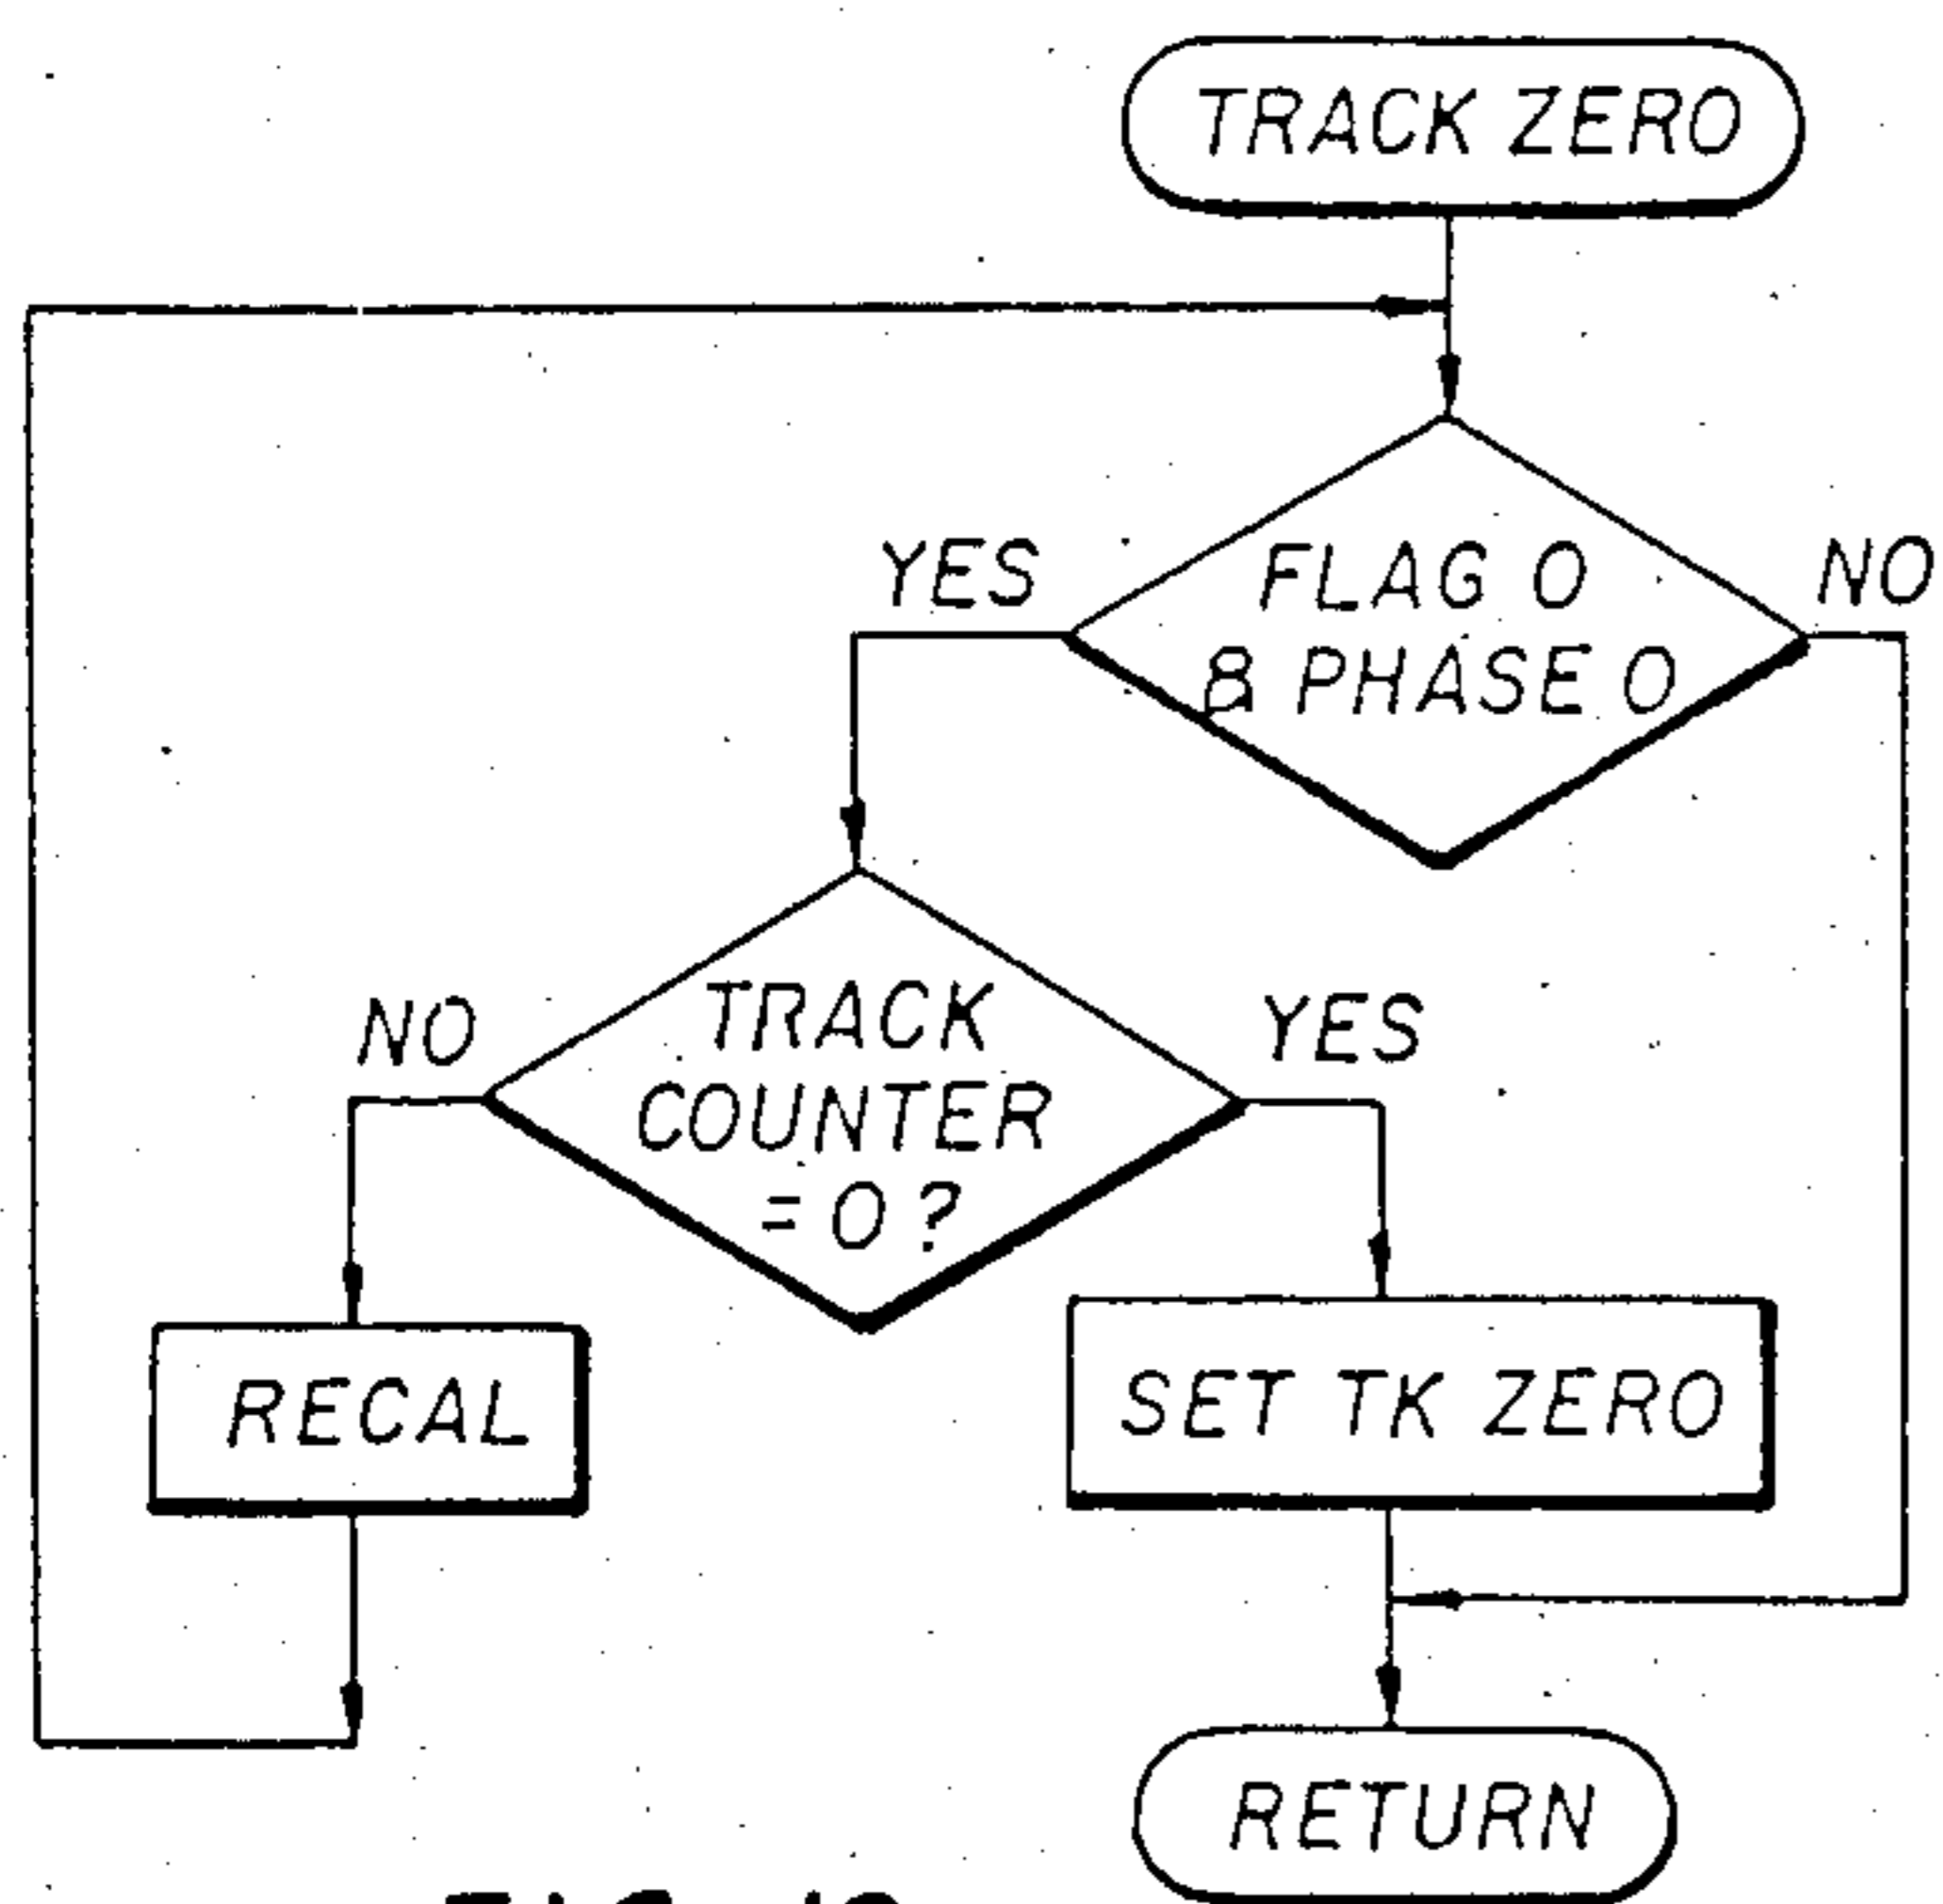 TRACK ZERO
YES
FLAG 0
& PHASE 0
NO
TRACK
COUNTER
= 0 ?
NO
YES
RECAL
SET TK ZERO
RETURN